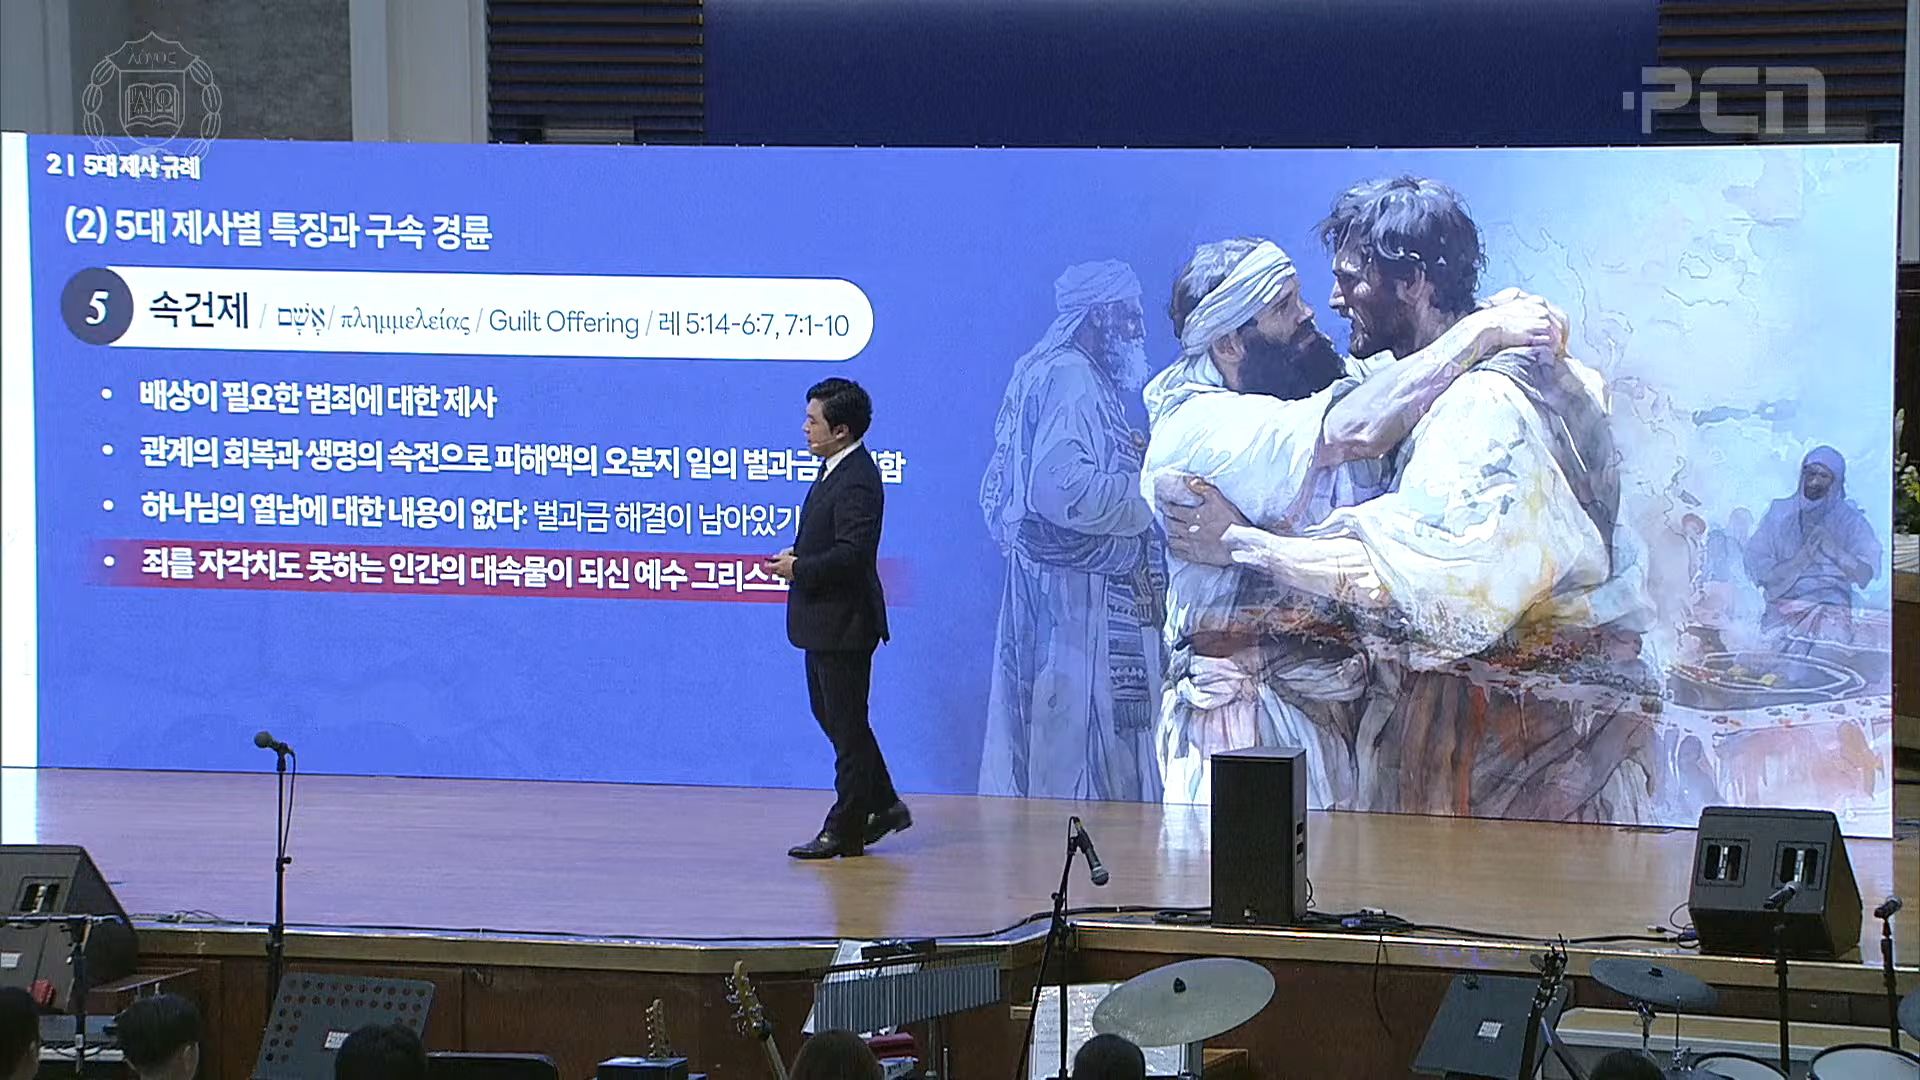 λόγος
ΑΩ
PCN
2 | 5대 제사 규례
(2) 5대 제사별 특징과 구속 경륜
5 속건제 / אָשָׁם / πλημμελείας / Guilt Offering / 레 5:14-6:7, 7:1-10
• 배상이 필요한 범죄에 대한 제사
• 관계의 회복과 생명의 속전으로 피해액의 오분지 일의 벌과금
• 하나님의 열납에 대한 내용이 없다: 벌과금 해결이 남아있기
• 죄를 자각치도 못하는 인간의 대속물이 되신 예수 그리스도